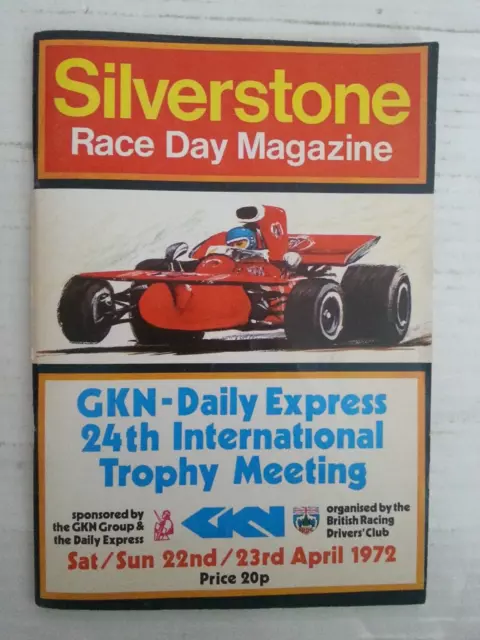 Silverstone
Race Day Magazine
GKN-Daily Express
24th International
Trophy Meeting
sponsored by
the GKN Group &
the Daily Express
GKN
organised by the
British Racing
Drivers' Club
Sat/Sun 22nd/23rd April 1972
Price 20p